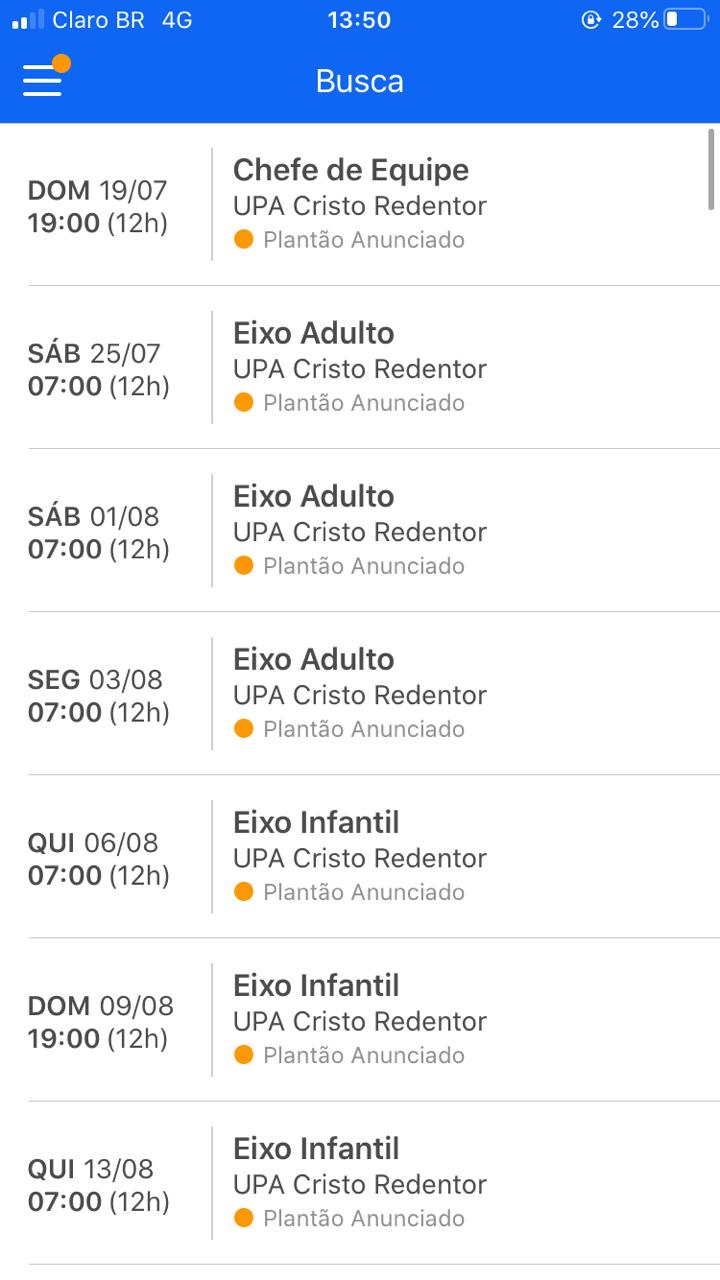 Claro BR 4G 13:50 28%
Busca
DOM 19/07
19:00 (12h)
Chefe de Equipe
UPA Cristo Redentor
Plantão Anunciado
SÁB 25/07
07:00 (12h)
Eixo Adulto
UPA Cristo Redentor
Plantão Anunciado
SÁB 01/08
07:00 (12h)
Eixo Adulto
UPA Cristo Redentor
Plantão Anunciado
SEG 03/08
07:00 (12h)
Eixo Adulto
UPA Cristo Redentor
Plantão Anunciado
QUI 06/08
07:00 (12h)
Eixo Infantil
UPA Cristo Redentor
Plantão Anunciado
DOM 09/08
19:00 (12h)
Eixo Infantil
UPA Cristo Redentor
Plantão Anunciado
QUI 13/08
07:00 (12h)
Eixo Infantil
UPA Cristo Redentor
Plantão Anunciado